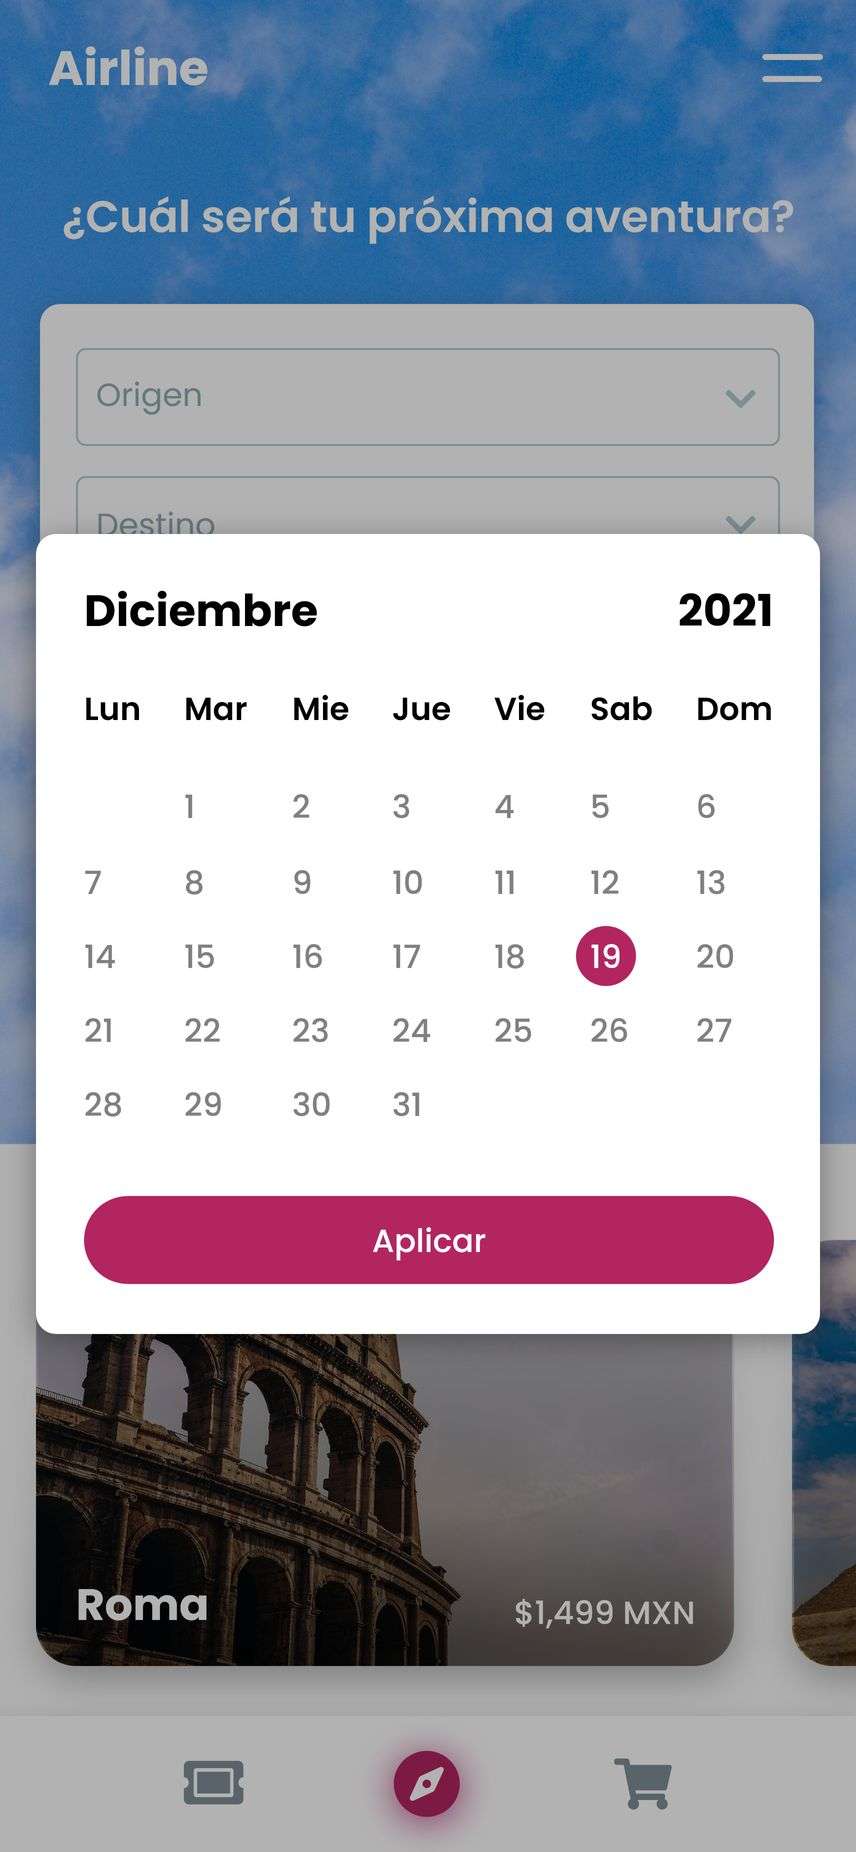 Airline
¿Cuál será tu próxima aventura?
Origen
Destino
Diciembre 2021
Lun Mar Mie Jue Vie Sab Dom
1 2 3 4 5 6
7 8 9 10 11 12 13
14 15 16 17 18 19 20
21 22 23 24 25 26 27
28 29 30 31
Aplicar
Roma $1,499 MXN